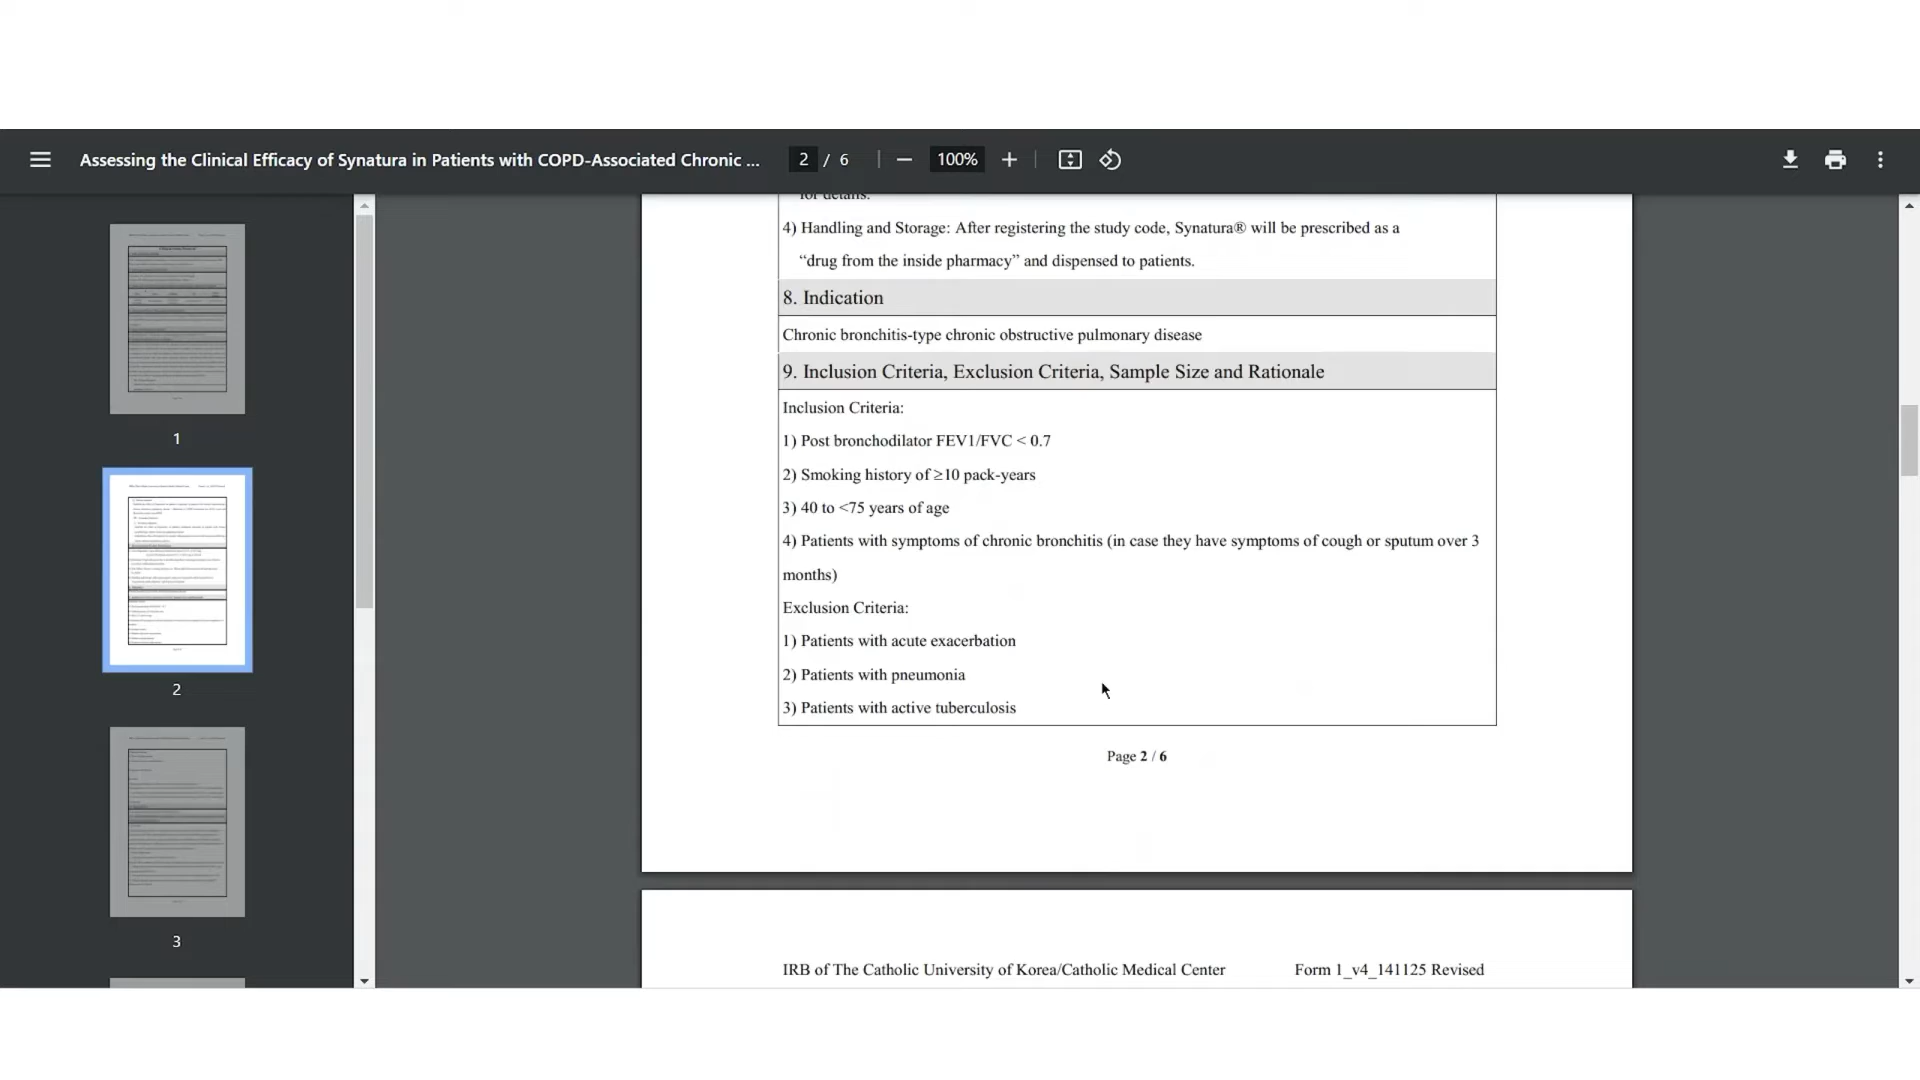 Assessing the Clinical Efficacy of Synatura in Patients with COPD-Associated Chronic ...
2 / 6
100%
for details.
4) Handling and Storage: After registering the study code, Synatura® will be prescribed as a
“drug from the inside pharmacy” and dispensed to patients.
8. Indication
Chronic bronchitis-type chronic obstructive pulmonary disease
9. Inclusion Criteria, Exclusion Criteria, Sample Size and Rationale
Inclusion Criteria:
1) Post bronchodilator FEV1/FVC < 0.7
2) Smoking history of ≥10 pack-years
3) 40 to <75 years of age
4) Patients with symptoms of chronic bronchitis (in case they have symptoms of cough or sputum over 3
months)
Exclusion Criteria:
1) Patients with acute exacerbation
2) Patients with pneumonia
3) Patients with active tuberculosis
Page 2 / 6
IRB of The Catholic University of Korea/Catholic Medical Center Form 1_v4_141125 Revised
1
2
3